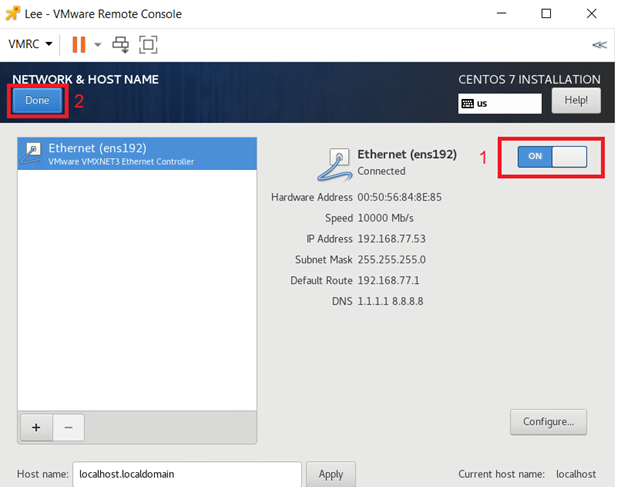 Lee - VMware Remote Console
VMRC
NETWORK & HOST NAME
CENTOS 7 INSTALLATION
Done
2
us
Help!
Ethernet (ens192)
VMware VMXNET3 Ethernet Controller
Ethernet (ens192)
Connected
1
ON
Hardware Address 00:50:56:84:8E:85
Speed 10000 Mb/s
IP Address 192.168.77.53
Subnet Mask 255.255.255.0
Default Route 192.168.77.1
DNS 1.1.1.1 8.8.8.8
+ −
Configure...
Host name: localhost.localdomain Apply
Current host name: localhost